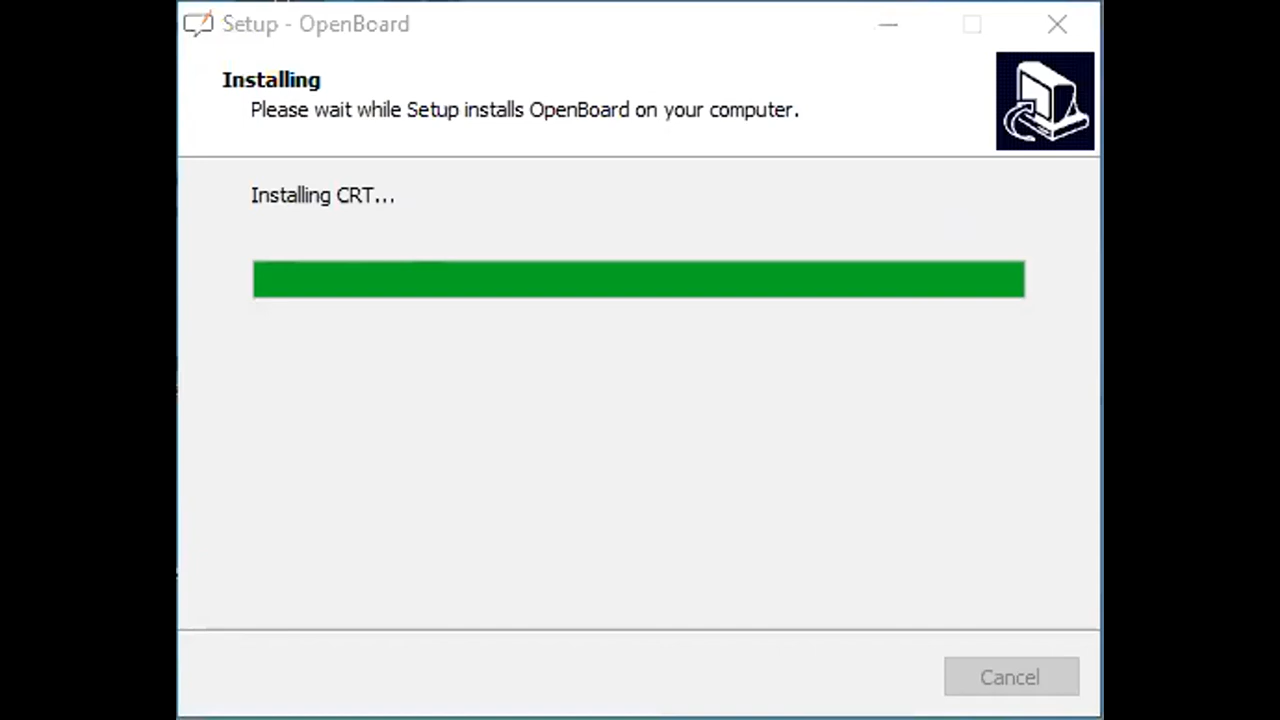 Setup - OpenBoard
Installing
Please wait while Setup installs OpenBoard on your computer.
Installing CRT...
Cancel